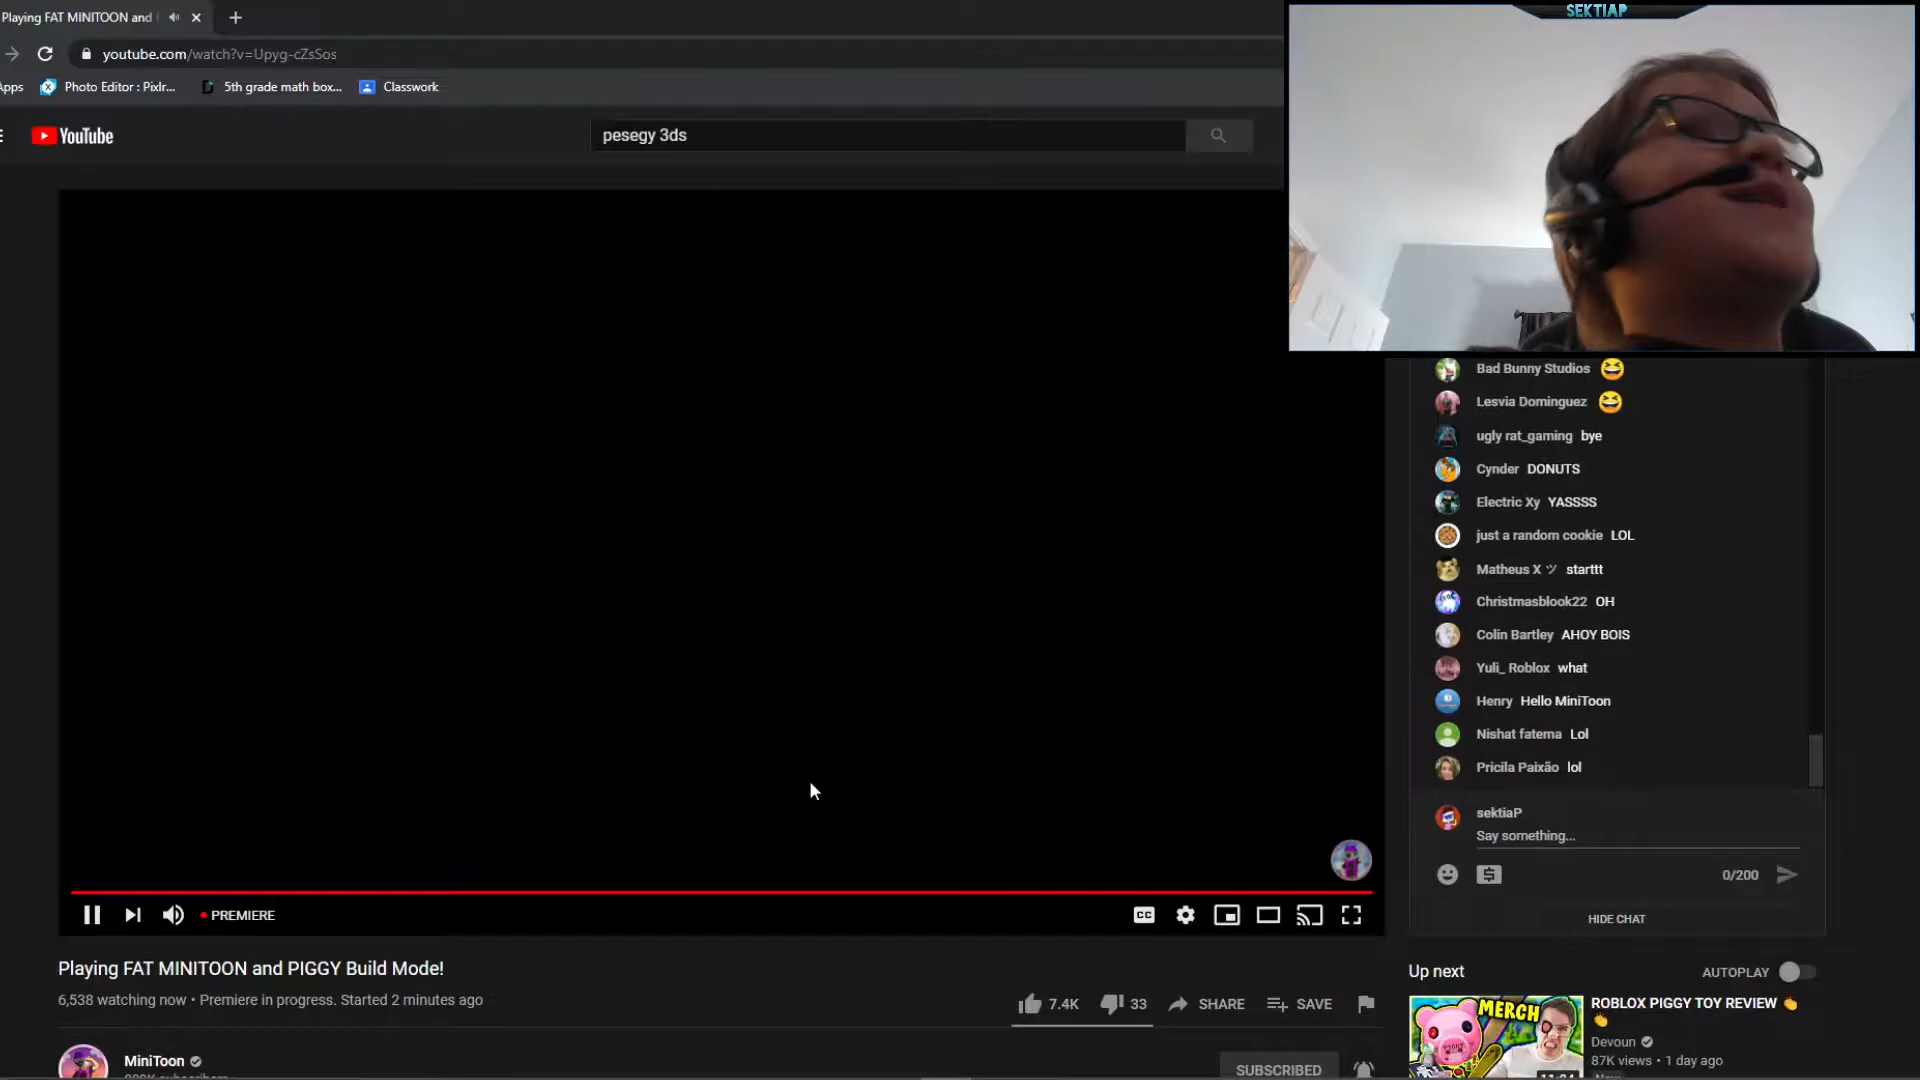 Playing FAT MINITOON and
SEKTIAP
youtube.com/watch?v=Upyg-cZsSos
Apps
Photo Editor : Pixlr...
5th grade math box...
Classwork
YouTube
pesegy 3ds
Bad Bunny Studios
Lesvia Dominguez
ugly rat_gaming bye
Cynder DONUTS
Electric Xy YASSSS
just a random cookie LOL
Matheus X ツ starttt
Christmasblook22 OH
Colin Bartley AHOY BOIS
Yuli_ Roblox what
Henry Hello MiniToon
Nishat fatema Lol
Pricila Paixão lol
sektiaP
Say something...
0/200
HIDE CHAT
PREMIERE
CC
Playing FAT MINITOON and PIGGY Build Mode!
6,538 watching now • Premiere in progress. Started 2 minutes ago
7.4K
33
SHARE
SAVE
MiniToon
SUBSCRIBED
Up next
AUTOPLAY
MERCH
ROBLOX PIGGY TOY REVIEW
Devoun
87K views • 1 day ago